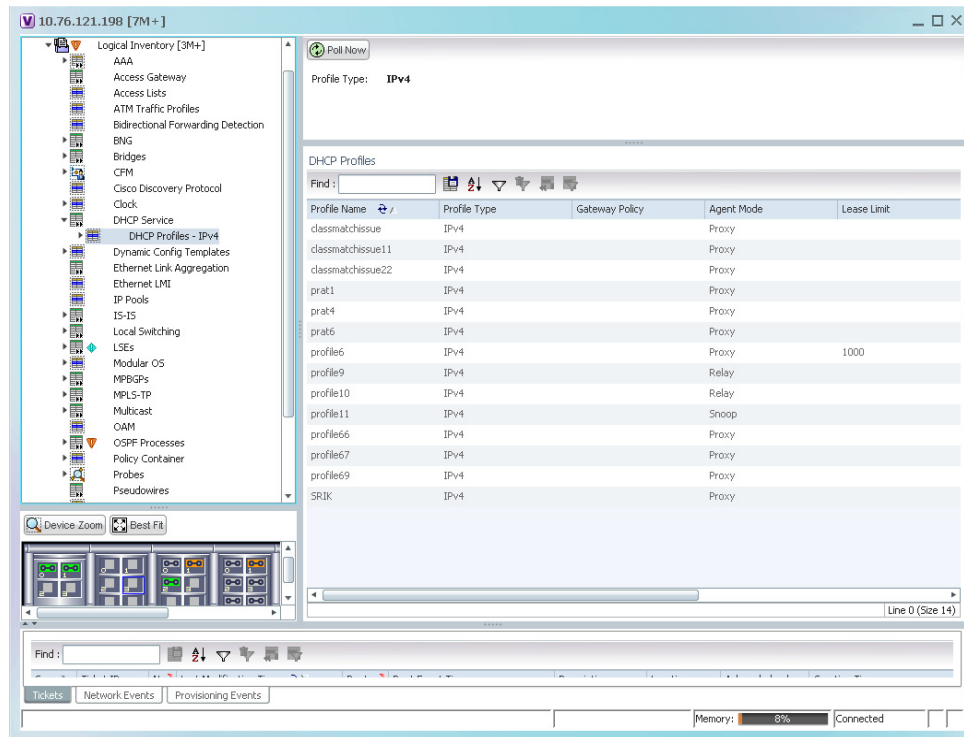 10.76.121.198 [7M+]
Logical Inventory [3M+]
AAA
Access Gateway
Access Lists
ATM Traffic Profiles
Bidirectional Forwarding Detection
BNG
Bridges
CFM
Cisco Discovery Protocol
Clock
DHCP Service
DHCP Profiles - IPv4
Dynamic Config Templates
Ethernet Link Aggregation
Ethernet LMI
IP Pools
IS-IS
Local Switching
LSEs
Modular OS
MPBGPs
MPLS-TP
Multicast
OAM
OSPF Processes
Policy Container
Probes
Pseudowires
Device Zoom Best Fit
Poll Now
Profile Type: IPv4
DHCP Profiles
Find :
Profile Name Profile Type Gateway Policy Agent Mode Lease Limit
classmatchissue IPv4 Proxy
classmatchissue11 IPv4 Proxy
classmatchissue22 IPv4 Proxy
prat1 IPv4 Proxy
prat4 IPv4 Proxy
prat6 IPv4 Proxy
profile6 IPv4 Proxy 1000
profile9 IPv4 Relay
profile10 IPv4 Relay
profile11 IPv4 Snoop
profile66 IPv4 Proxy
profile67 IPv4 Proxy
profile69 IPv4 Proxy
SRIK IPv4 Proxy
Line 0 (Size 14)
Find :
Tickets Network Events Provisioning Events
Memory: 8% Connected